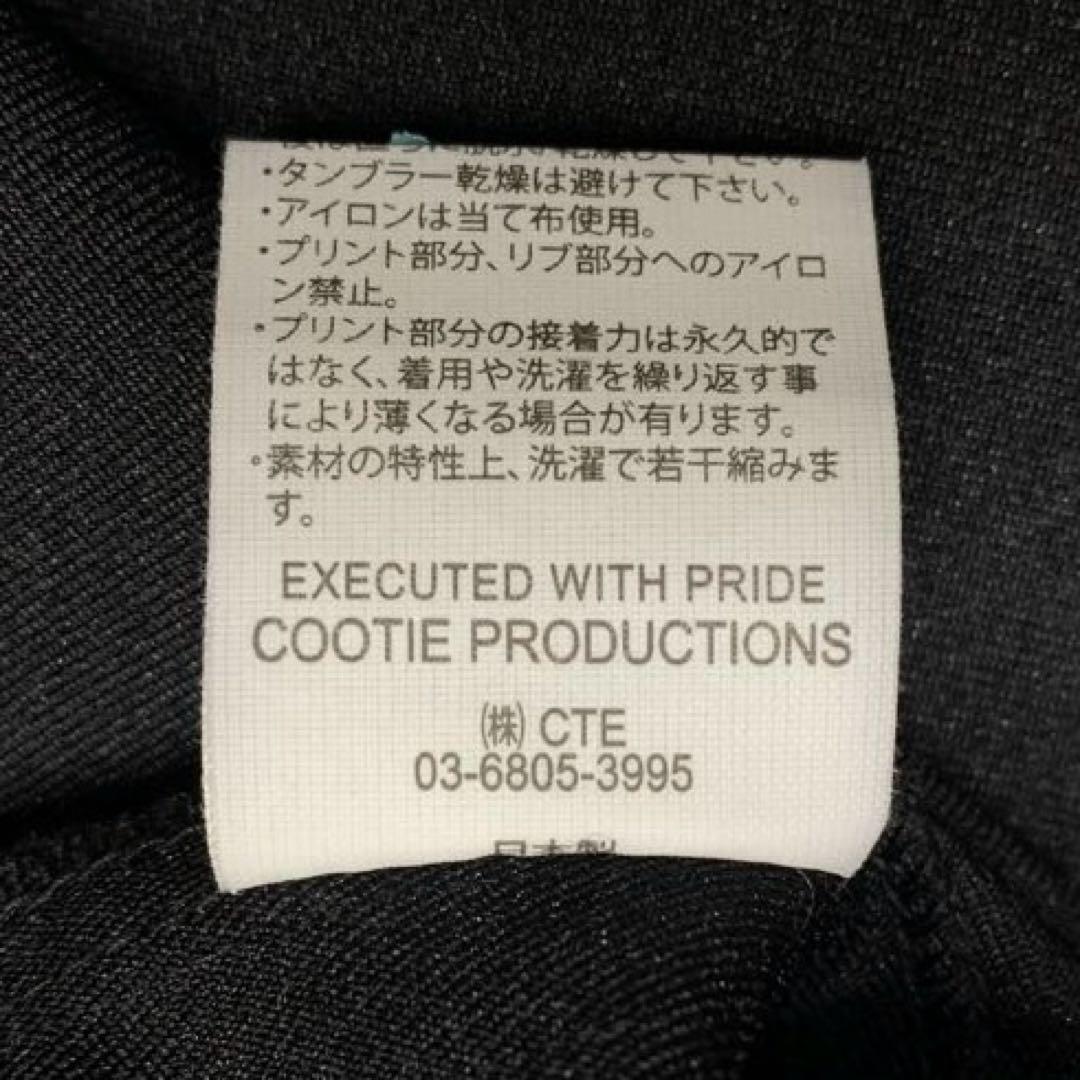 ・タンブラー乾燥は避けて下さい。
・アイロンは当て布使用。
・プリント部分、リブ部分へのアイロ
ン禁止。
・プリント部分の接着力は永久的で
はなく、着用や洗濯を繰り返す事
により薄くなる場合が有ります。
・素材の特性上、洗濯で若干縮みま
す。
EXECUTED WITH PRIDE
COOTIE PRODUCTIONS
㈱ CTE
03-6805-3995
日本製